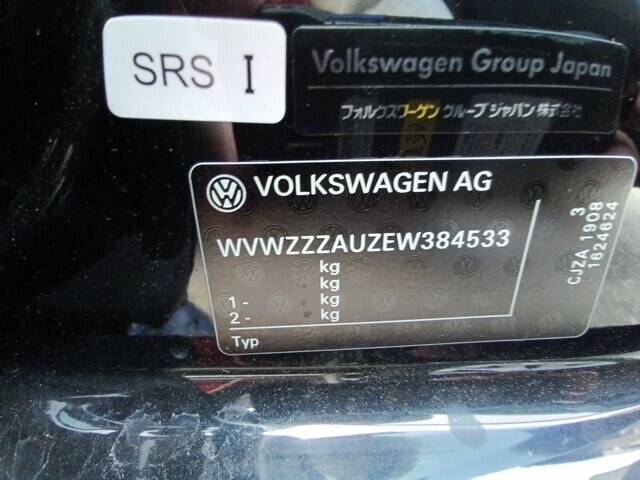 SRS I
Volkswagen Group Japan
フォルクスワーゲン グループ ジャパン 株式会社
VOLKSWAGEN AG
WVWZZZAUZEW384533
kg
kg
1 - kg
2 - kg
Typ
3
CJZA 1908
1624624